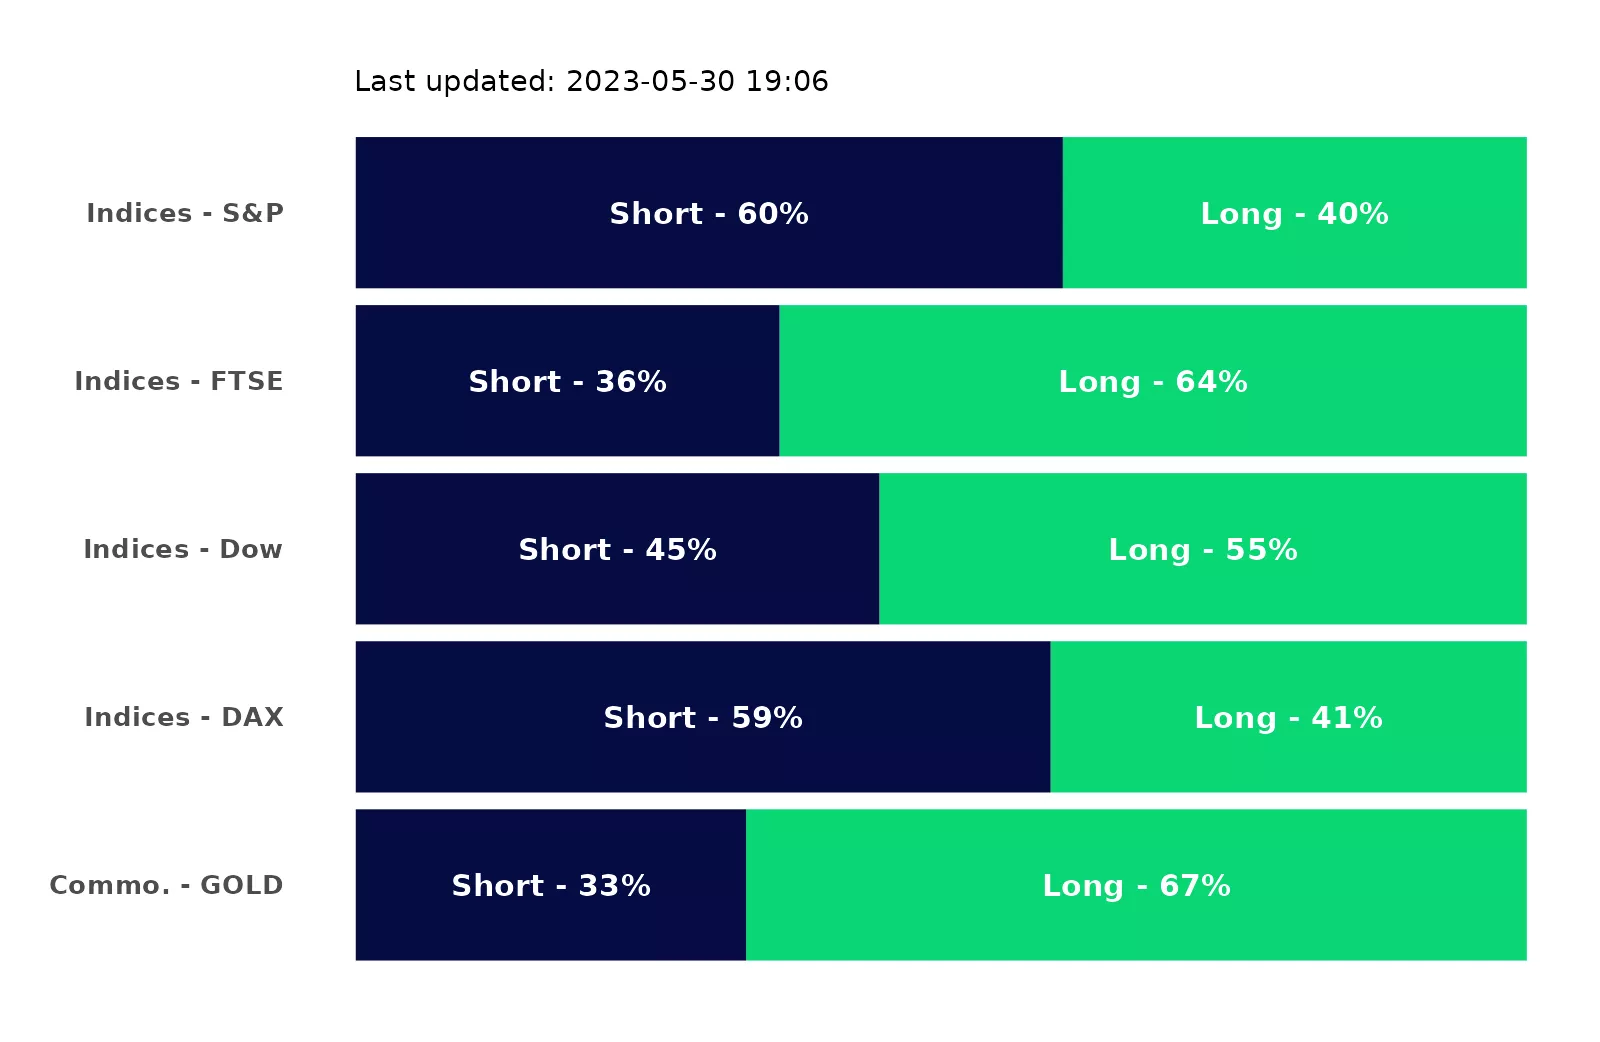 Last updated: 2023-05-30 19:06
Indices - S&P Short - 60% Long - 40%
Indices - FTSE Short - 36% Long - 64%
Indices - Dow Short - 45% Long - 55%
Indices - DAX Short - 59% Long - 41%
Commo. - GOLD Short - 33% Long - 67%